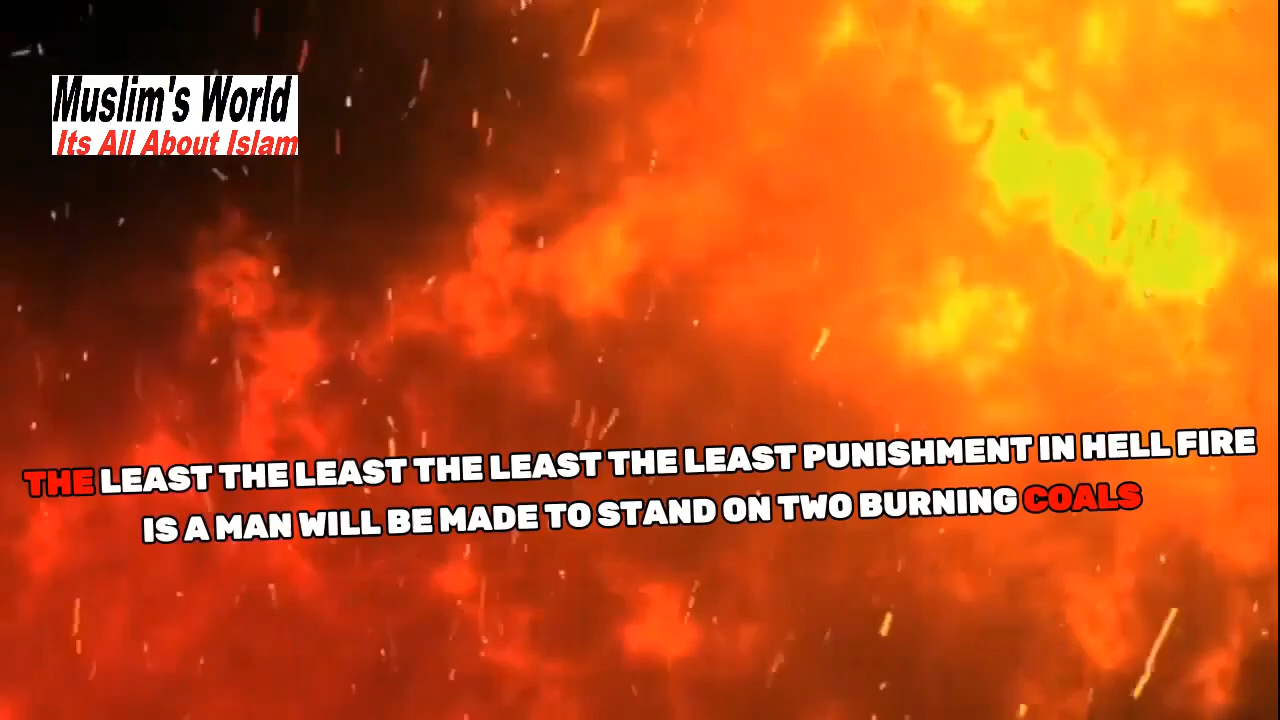 Muslim's World
Its All About Islam
THE LEAST THE LEAST THE LEAST THE LEAST PUNISHMENT IN HELL FIRE
IS A MAN WILL BE MADE TO STAND ON TWO BURNING COALS